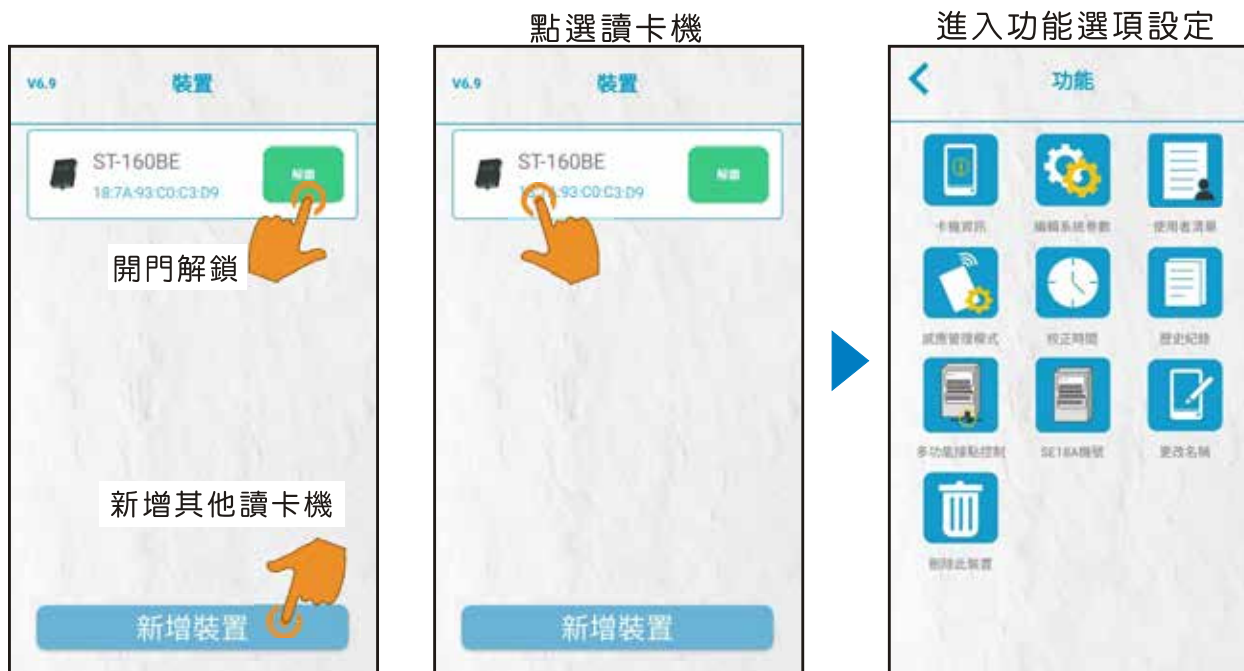 V6.9
裝置
ST-160BE
18:7A:93:C0:C3:D9
解鎖
開門解鎖
新增其他讀卡機
新增裝置
點選讀卡機
V6.9
裝置
ST-160BE
93:C0:C3:D9
解鎖
新增裝置
進入功能選項設定
功能
卡機資訊
編輯系統參數
使用者清單
感應管理模式
校正時間
歷史紀錄
多功能接點控制
SE18A機號
更改名稱
刪除此裝置